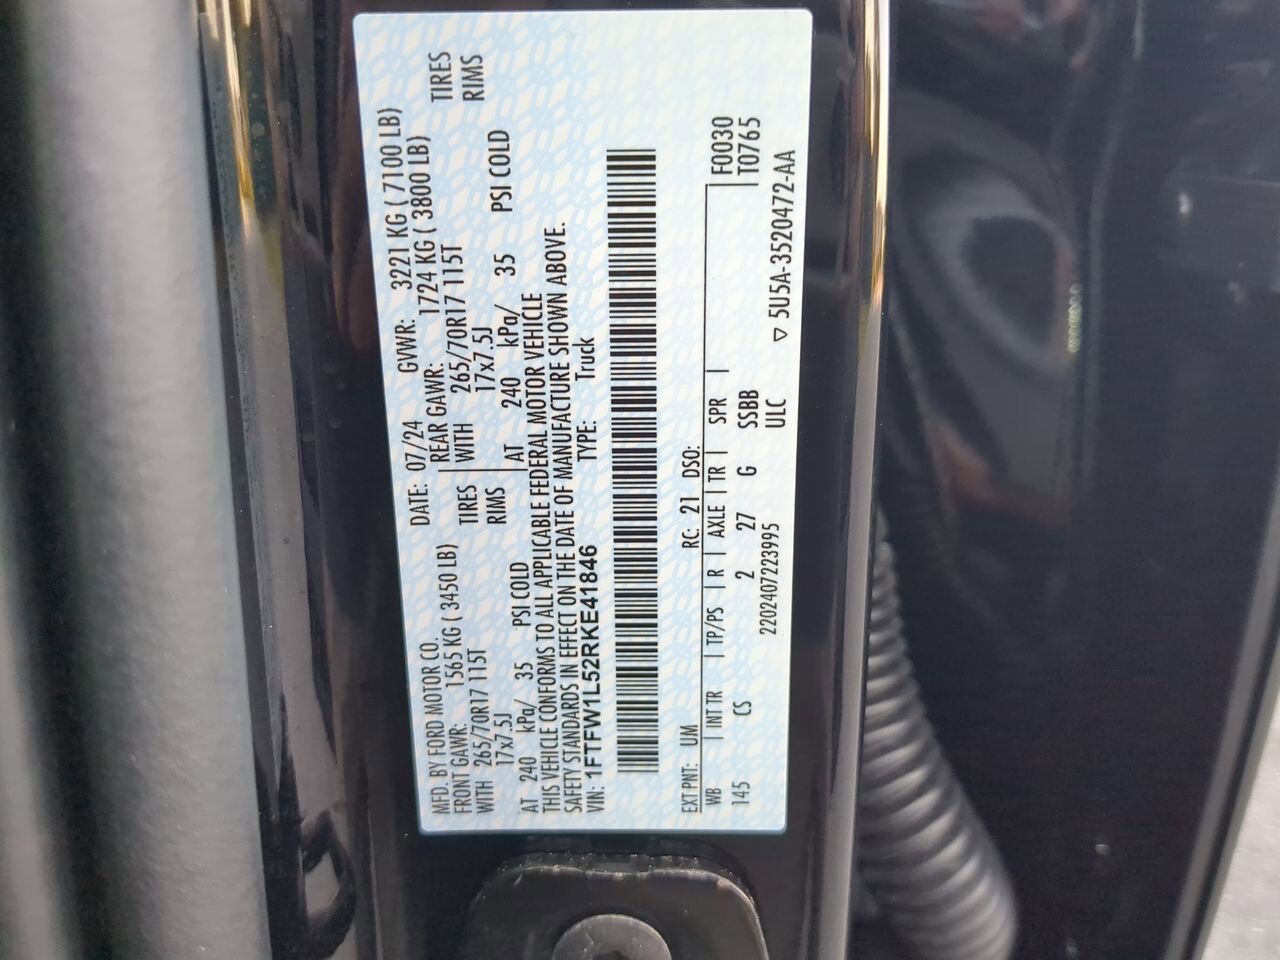 MFD. BY FORD MOTOR CO. DATE: 07/24 GVWR: 3221 KG ( 7100 LB)
FRONT GAWR: 1565 KG ( 3450 LB) REAR GAWR: 1724 KG ( 3800 LB)
WITH 265/70R17 115T TIRES WITH 265/70R17 115T TIRES
17x7.5J RIMS 17x7.5J RIMS
AT 240 kPa/ 35 PSI COLD AT 240 kPa/ 35 PSI COLD
THIS VEHICLE CONFORMS TO ALL APPLICABLE FEDERAL MOTOR VEHICLE
SAFETY STANDARDS IN EFFECT ON THE DATE OF MANUFACTURE SHOWN ABOVE.
VIN: 1FTFW1L52RKE41846 TYPE: Truck
EXT PNT: UM RC: 21 DSO:
WB INT TR TP/PS R AXLE TR SPR F0030
145 CS 2 27 G SSBB T0765
2202407223995 ULC
▽ 5U5A-3520472-AA